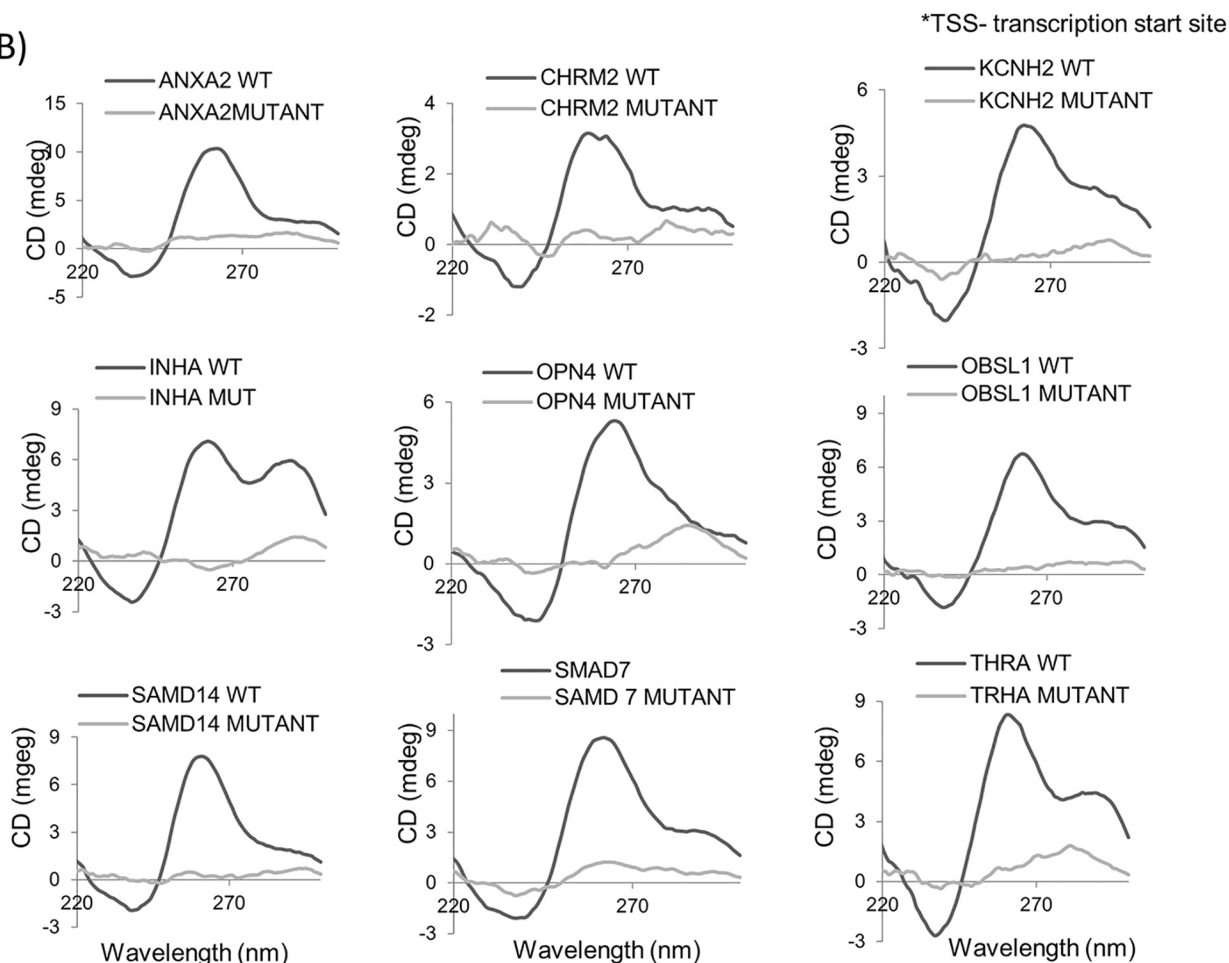 *TSS- transcription start site
B)
ANXA2 WT
ANXA2MUTANT
CD (mdeg)
15
10
5
0
-5
220
270
CHRM2 WT
CHRM2 MUTANT
CD (mdeg)
4
2
0
-2
220
270
KCNH2 WT
KCNH2 MUTANT
CD (mdeg)
6
3
0
-3
220
270
INHA WT
INHA MUT
CD (mdeg)
9
6
3
0
-3
220
270
OPN4 WT
OPN4 MUTANT
CD (mdeg)
6
3
0
-3
220
270
OBSL1 WT
OBSL1 MUTANT
CD (mdeg)
9
6
3
0
-3
220
270
SAMD14 WT
SAMD14 MUTANT
CD (mgeg)
9
6
3
0
-3
220
270
Wavelength (nm)
SMAD7
SAMD 7 MUTANT
CD (mdeg)
9
6
3
0
-3
220
270
Wavelength (nm)
THRA WT
TRHA MUTANT
CD (mdeg)
9
6
3
0
-3
220
270
Wavelength (nm)